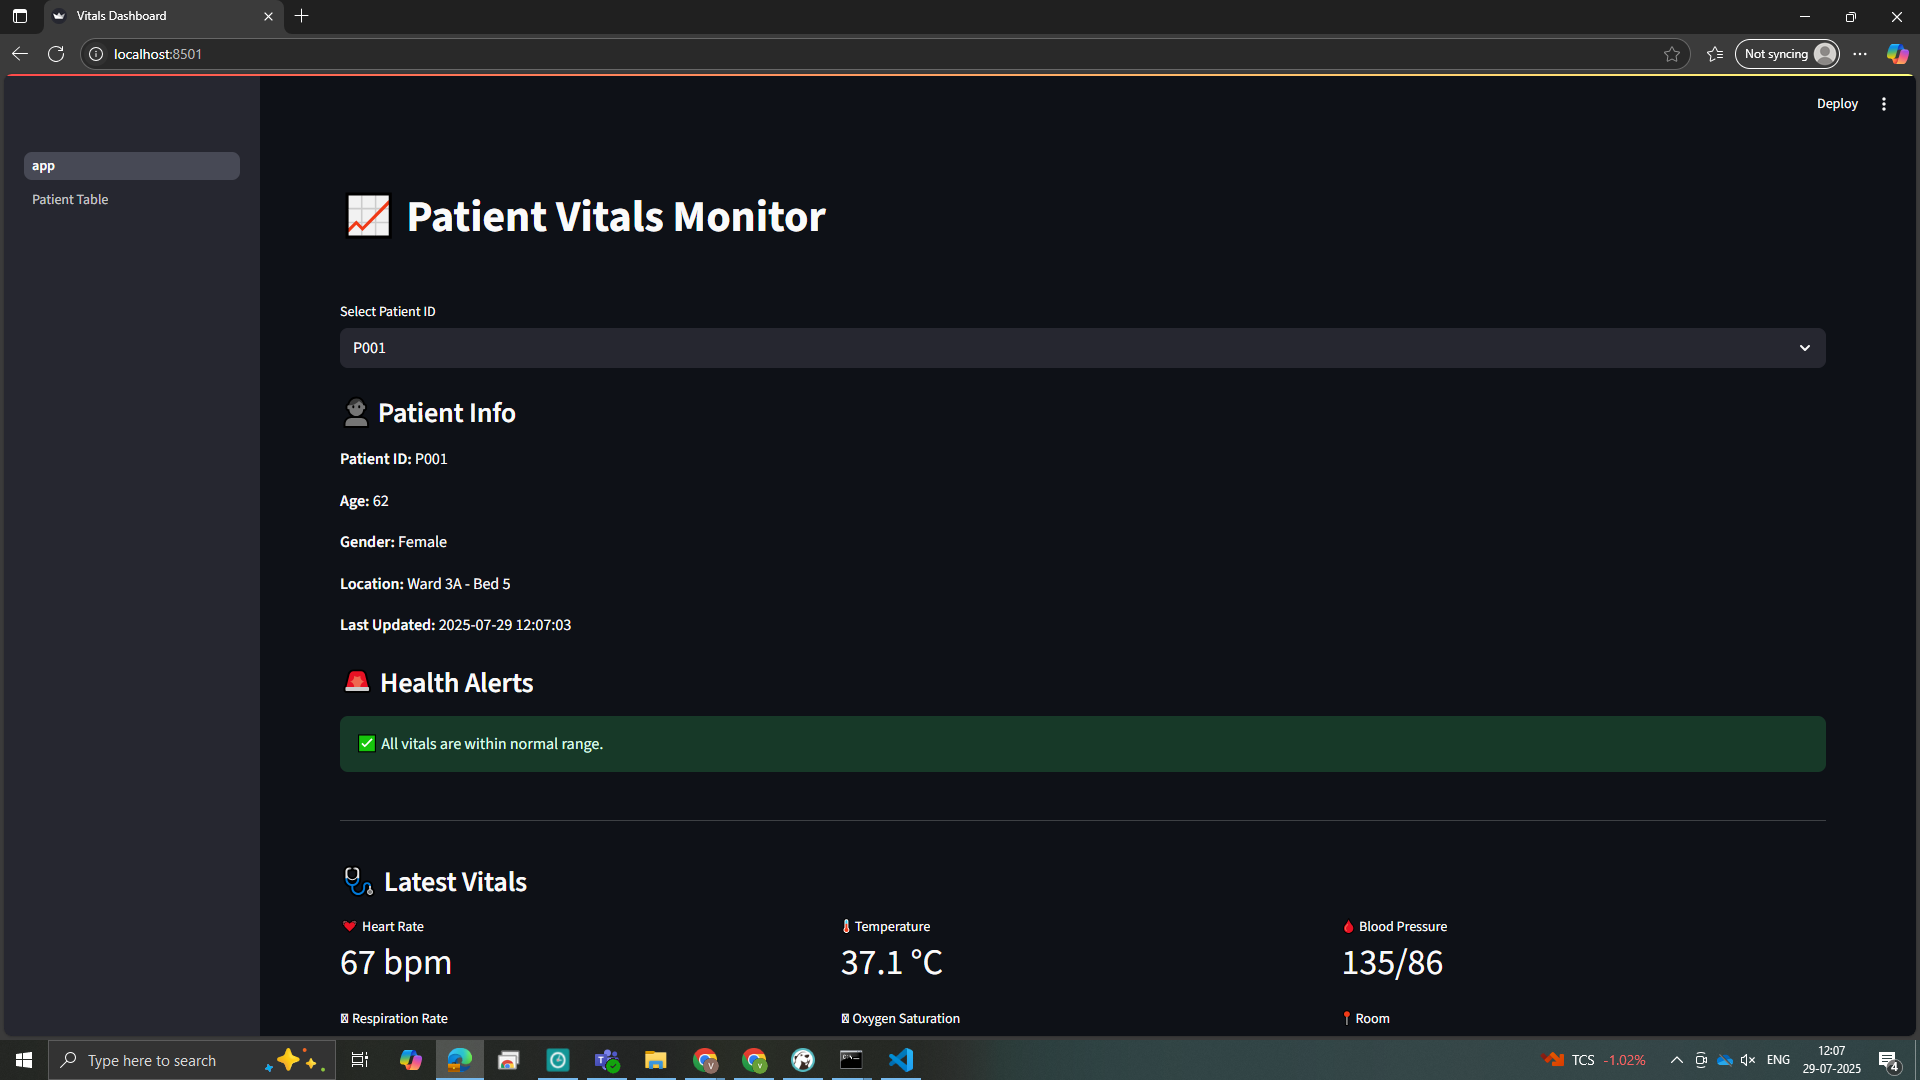 Vitals Dashboard
localhost:8501
Not syncing
Deploy
app
Patient Table
Patient Vitals Monitor
Select Patient ID
P001
Patient Info
Patient ID: P001
Age: 62
Gender: Female
Location: Ward 3A - Bed 5
Last Updated: 2025-07-29 12:07:03
Health Alerts
All vitals are within normal range.
Latest Vitals
Heart Rate
67 bpm
Temperature
37.1 °C
Blood Pressure
135/86
Respiration Rate
Oxygen Saturation
Room
Type here to search
TCS -1.02%
ENG
12:07
29-07-2025
4